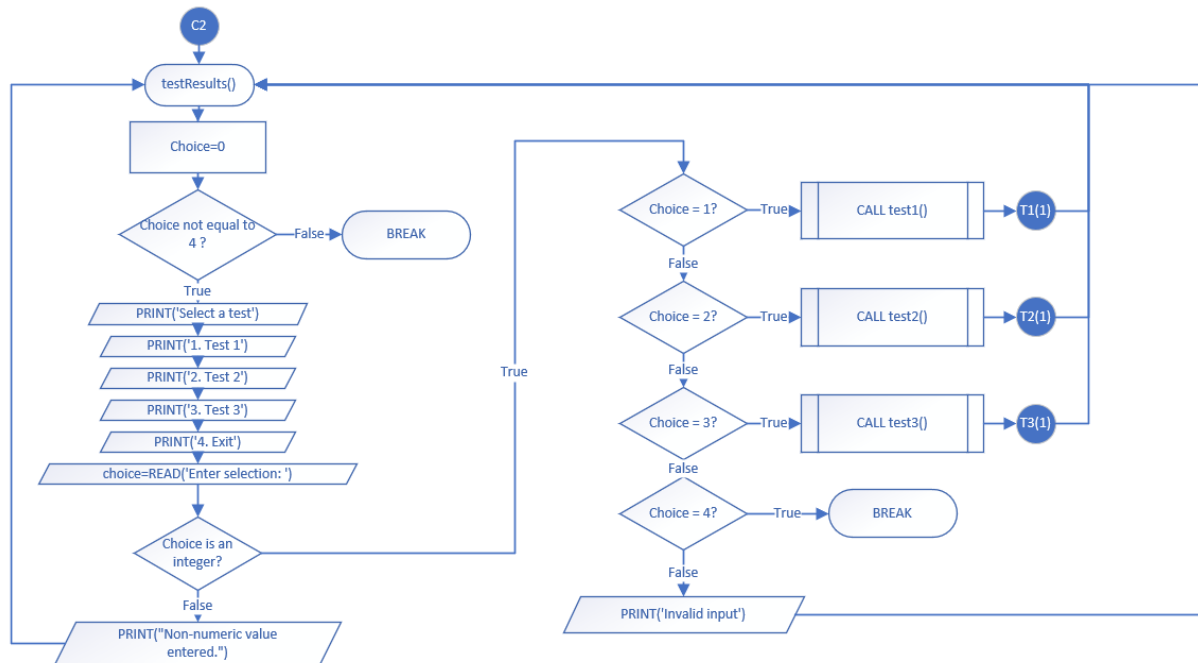 C2
testResults()
Choice=0
Choice not equal to
4 ?
False
BREAK
True
PRINT('Select a test')
PRINT('1. Test 1')
PRINT('2. Test 2')
PRINT('3. Test 3')
PRINT('4. Exit')
choice=READ('Enter selection: ')
Choice is an
integer?
False
PRINT("Non-numeric value
entered.")
True
Choice = 1?
True
CALL test1()
T1(1)
False
Choice = 2?
True
CALL test2()
T2(1)
False
Choice = 3?
True
CALL test3()
T3(1)
False
Choice = 4?
True
BREAK
False
PRINT('Invalid input')